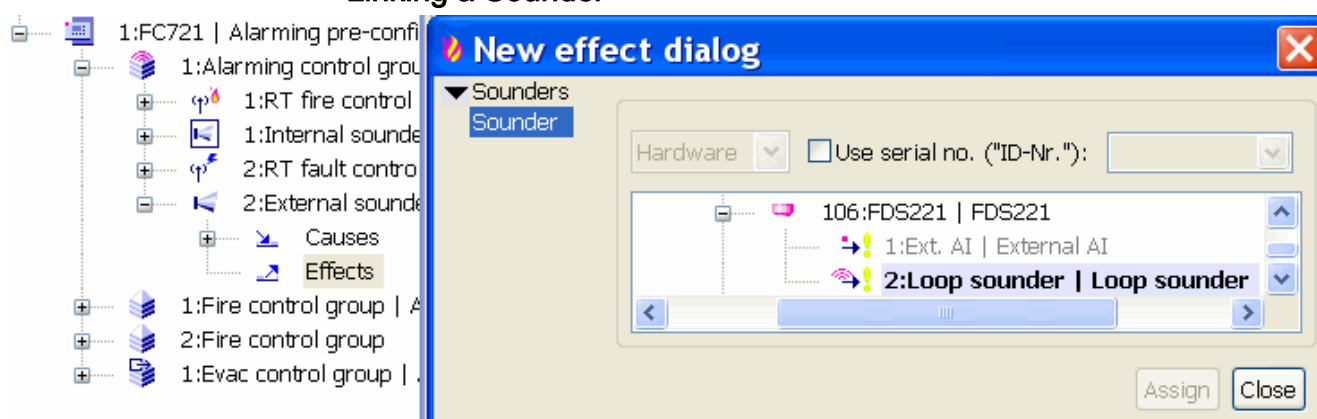 Linking a Sounder
1:FC721 | Alarming pre-confi
1:Alarming control grou
1:RT fire control
1:Internal sounde
2:RT fault contro
2:External sounde
Causes
Effects
1:Fire control group | A
2:Fire control group
1:Evac control group | .
New effect dialog
Sounders
Sounder
Hardware
Use serial no. ("ID-Nr."):
106:FDS221 | FDS221
1:Ext. AI | External AI
2:Loop sounder | Loop sounder
Assign
Close